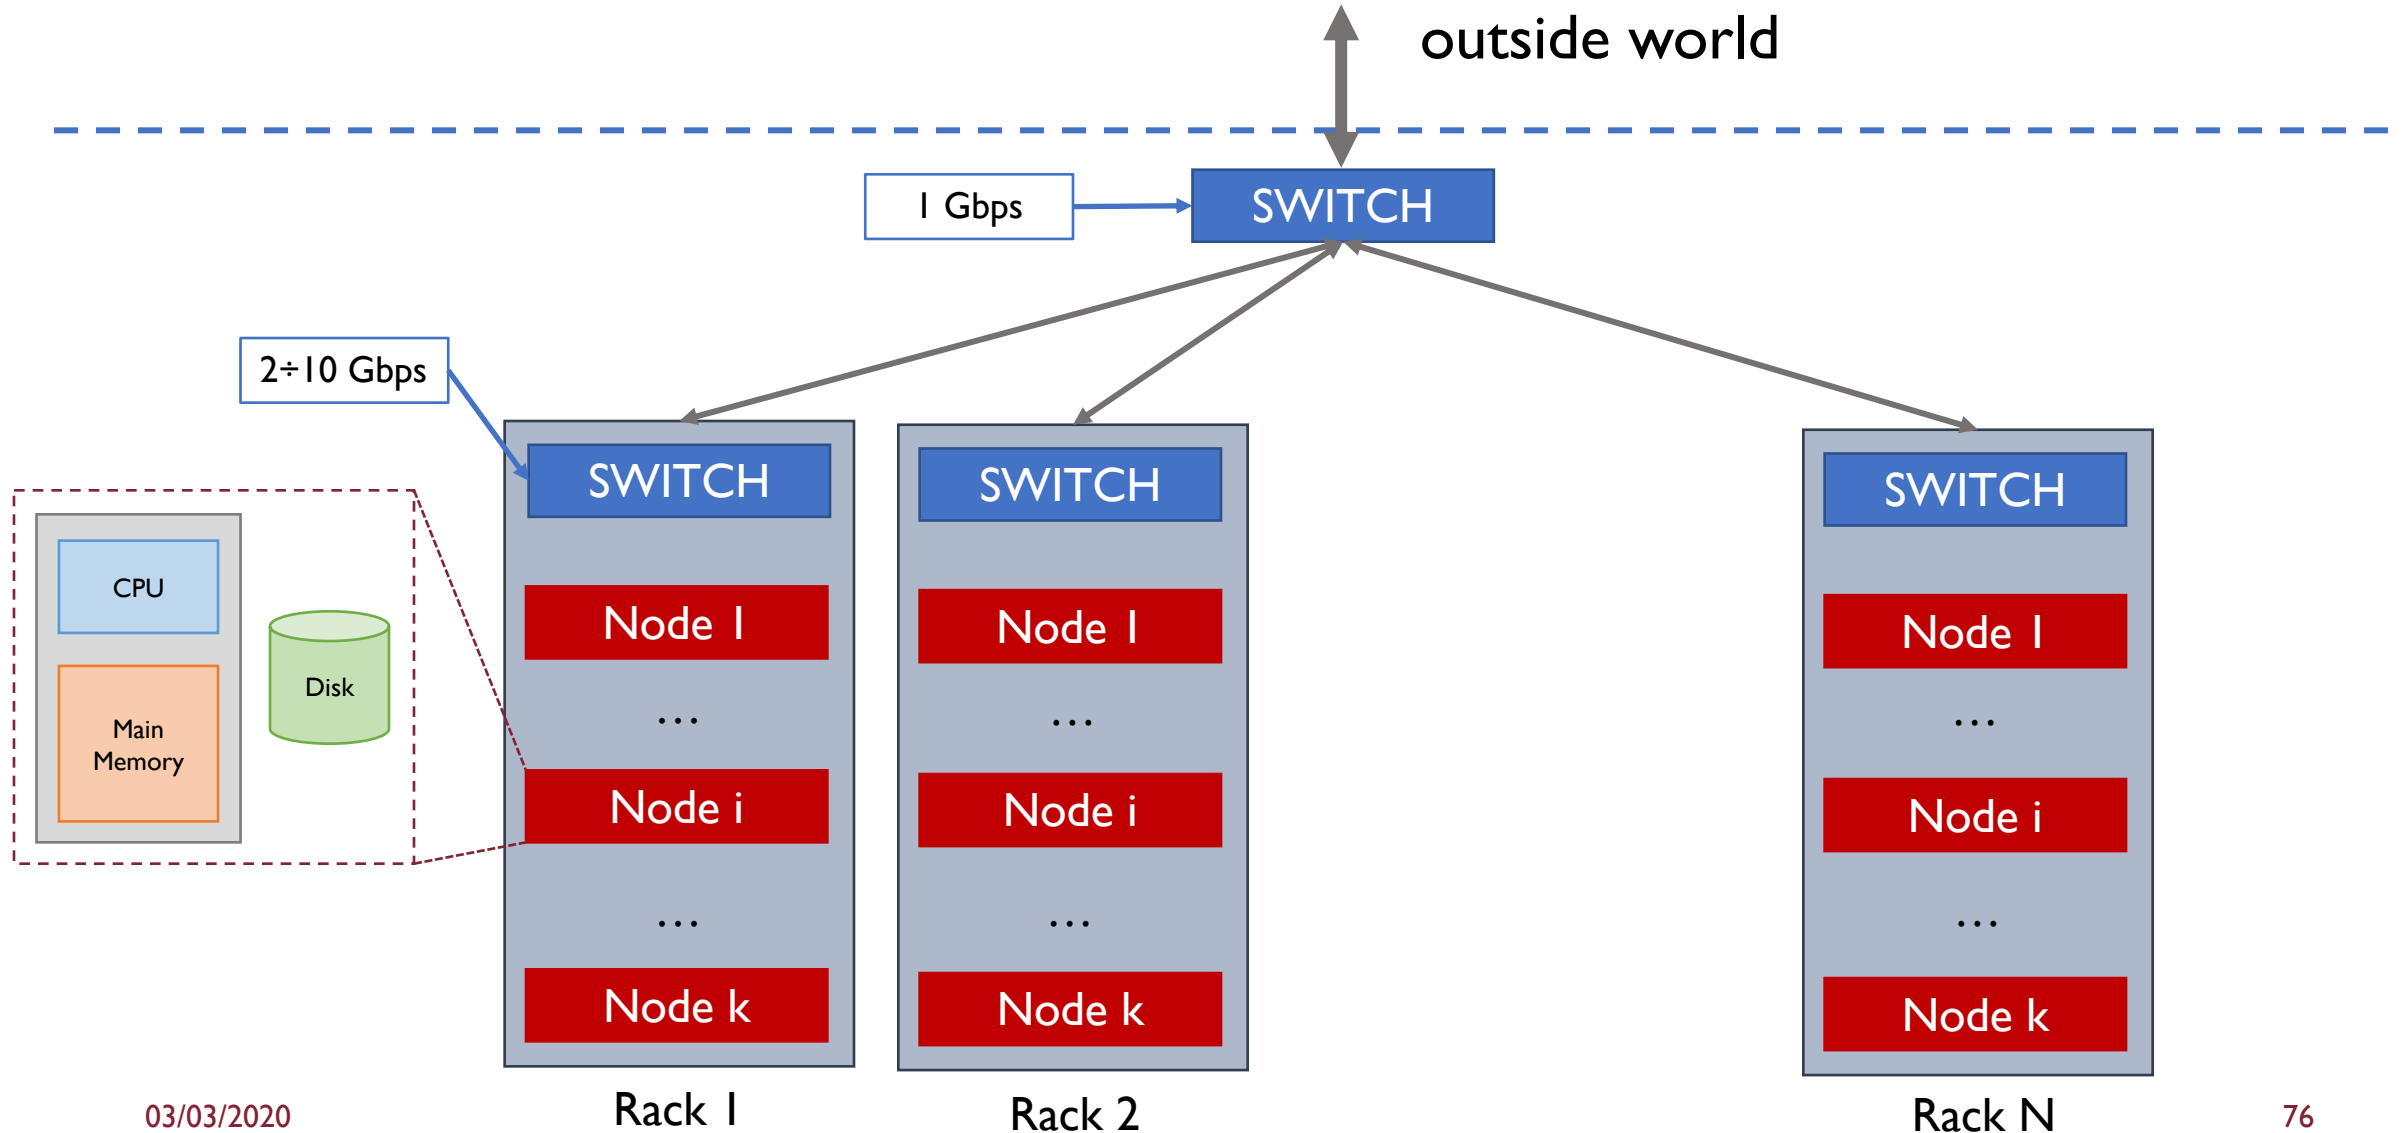 outside world
1 Gbps
SWITCH
2÷10 Gbps
SWITCH
SWITCH
SWITCH
CPU
Main
Memory
Disk
Node 1
Node 1
Node 1
...
...
...
Node i
Node i
Node i
...
...
...
Node k
Node k
Node k
Rack 1
Rack 2
Rack N
03/03/2020
76